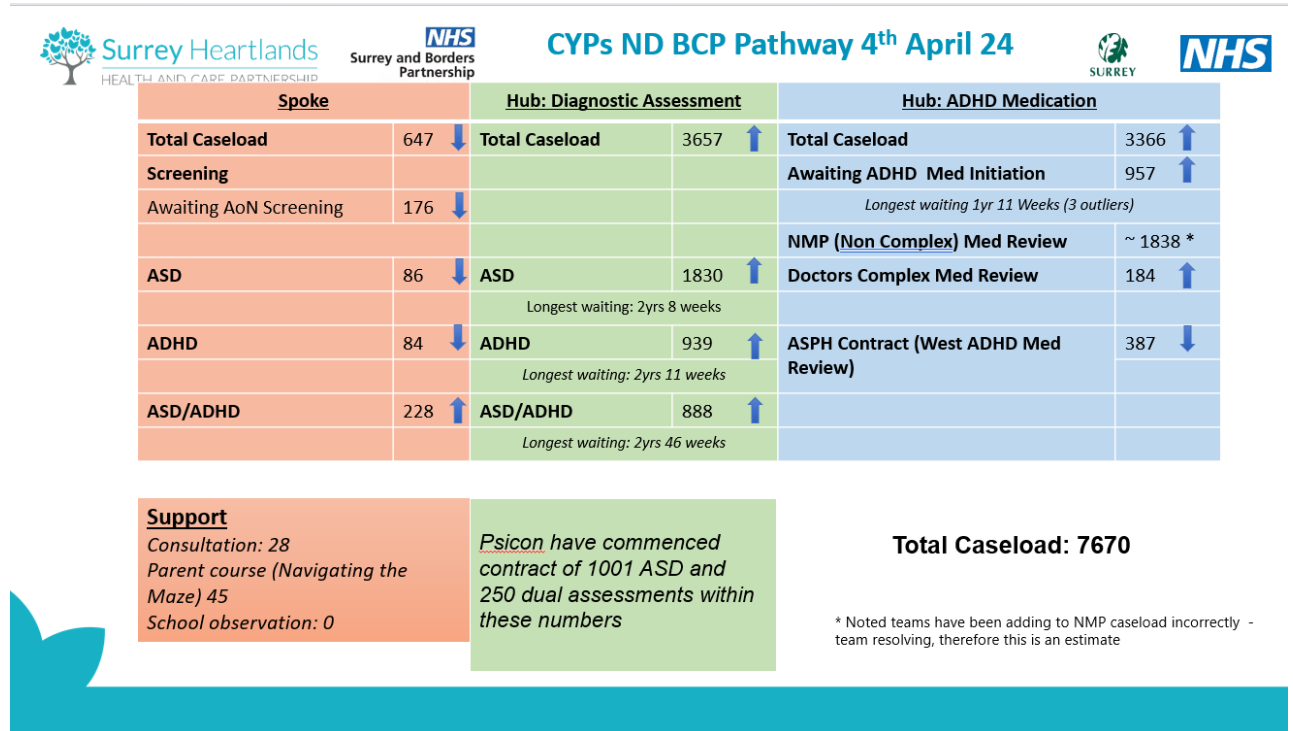 Surrey Heartlands
HEALTH AND CARE PARTNERSHIP
NHS
Surrey and Borders
Partnership
CYPs ND BCP Pathway 4th April 24
SURREY
NHS
Spoke
Hub: Diagnostic Assessment
Hub: ADHD Medication
Total Caseload 647
Total Caseload 3657
Total Caseload 3366
Screening
Awaiting ADHD Med Initiation 957
Awaiting AoN Screening 176
Longest waiting 1yr 11 Weeks (3 outliers)
NMP (Non Complex) Med Review ~ 1838 *
ASD 86
ASD 1830
Doctors Complex Med Review 184
Longest waiting: 2yrs 8 weeks
ADHD 84
ADHD 939
ASPH Contract (West ADHD Med 387
Review)
Longest waiting: 2yrs 11 weeks
ASD/ADHD 228
ASD/ADHD 888
Longest waiting: 2yrs 46 weeks
Support
Consultation: 28
Parent course (Navigating the
Maze) 45
School observation: 0
Psicon have commenced
contract of 1001 ASD and
250 dual assessments within
these numbers
Total Caseload: 7670
* Noted teams have been adding to NMP caseload incorrectly -
team resolving, therefore this is an estimate